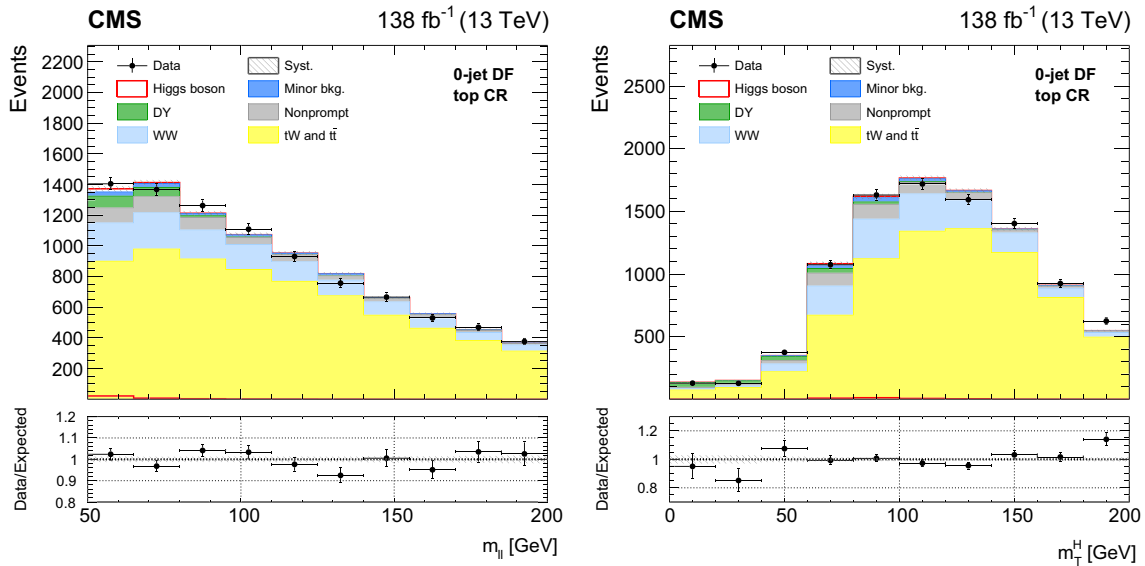 CMS 138 fb⁻¹ (13 TeV)
Events
2200
2000
1800
1600
1400
1200
1000
800
600
400
200
Data
Higgs boson
DY
WW
Syst.
Minor bkg.
Nonprompt
tW and tt̄
0-jet DF
top CR
Data/Expected
1.2
1.1
1
0.9
0.8
50 100 150 200
m_ll [GeV]
CMS 138 fb⁻¹ (13 TeV)
Events
2500
2000
1500
1000
500
Data
Higgs boson
DY
WW
Syst.
Minor bkg.
Nonprompt
tW and tt̄
0-jet DF
top CR
Data/Expected
1.2
1
0.8
0 50 100 150 200
m_T^H [GeV]